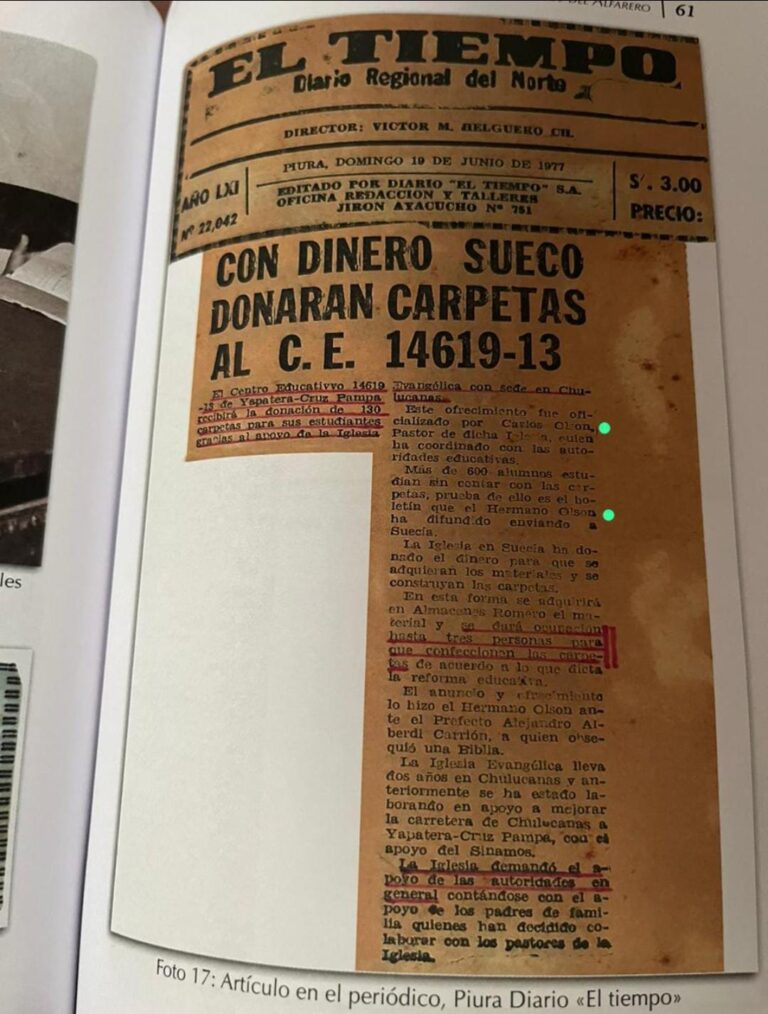 DEL ALFARERO | 61
EL TIEMPO
Diario Regional del Norte
DIRECTOR: VICTOR M. HELGUERO CH.
AÑO LXI
Nº 22,042
PIURA, DOMINGO 19 DE JUNIO DE 1977
EDITADO POR DIARIO "EL TIEMPO" S.A.
OFICINA REDACCION Y TALLERES
JIRON AYACUCHO Nº 751
S/. 3.00
PRECIO:
CON DINERO SUECO
DONARAN CARPETAS
AL C. E. 14619-13
El Centro Educativvo 14619
-13 de Yapatera-Cruz Pampa
recibirá la donación de 130
carpetas para sus estudiantes
gracias al apoyo de la Iglesia
Evangélica con sede en Chu-
lucanas.
Este ofrecimiento fue ofi-
cializado por Carlos Olson,
Pastor de dicha Iglesia, quien
ha coordinado con las auto-
ridades educativas.
Más de 600 alumnos estu-
dian sin contar con las car-
petas, prueba de ello es el bo-
letín que el Hermano Olson
ha difundido enviando a
Suecia.
La Iglesia en Suecia ha do-
nado el dinero para que se
adquieran los materiales y se
construyan las carpetas.
En esta forma se adquirirá
en Almacenes Romero el ma-
terial y se dará ocupación
hasta tres personas para
que confeccionen las carpe-
tas de acuerdo a lo que dicta
la reforma educativa.
El anuncio y ofrecimiento
lo hizo el Hermano Olson an-
te el Prefecto Alejandro Al-
berdi Carrión, a quien obse-
quió una Biblia.
La Iglesia Evangélica lleva
dos años en Chulucanas y an-
teriormente se ha estado la-
borando en apoyo a mejorar
la carretera de Chulucanas a
Yapatera-Cruz Pampa, con el
apoyo del Sinamos.
La Iglesia demandó el a-
poyo de las autoridades en
general contándose con el a-
poyo de los padres de fami-
lia quienes han decidido co-
laborar con los pastores de la
Iglesia.
Foto 17: Artículo en el periódico, Piura Diario «El tiempo»
les